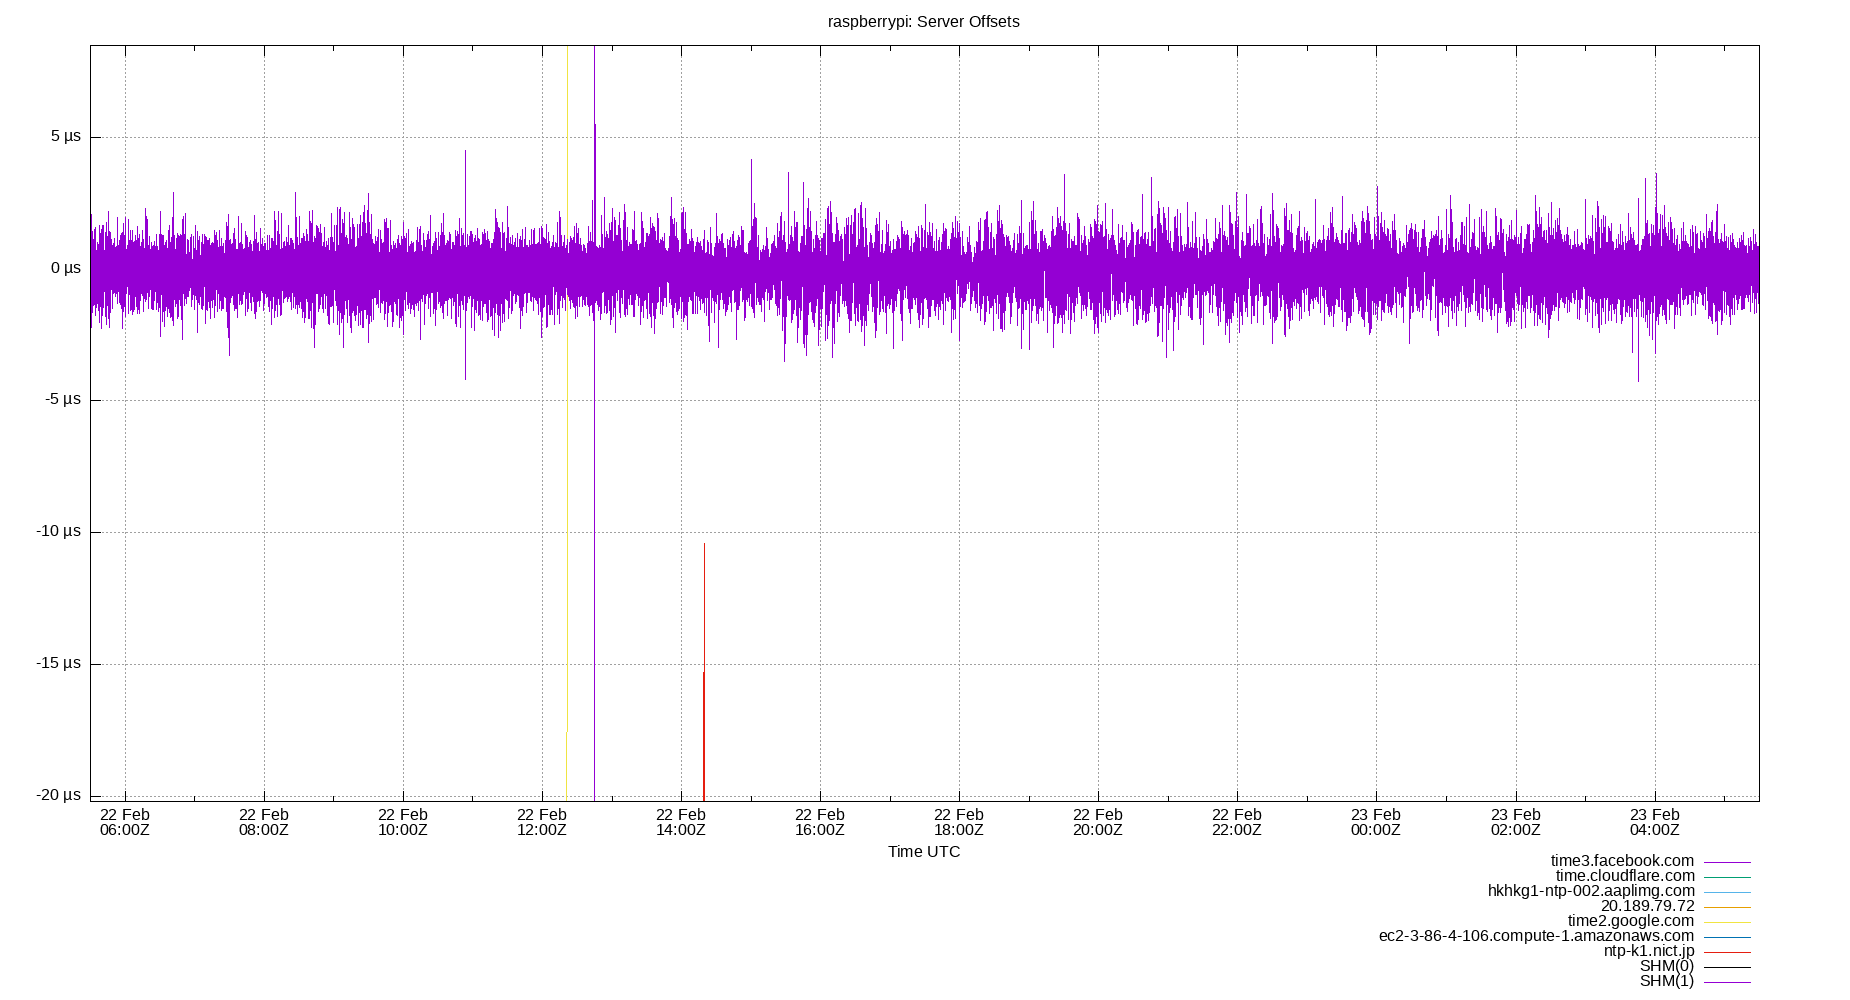 raspberrypi: Server Offsets
5 µs
0 µs
-5 µs
-10 µs
-15 µs
-20 µs
22 Feb 22 Feb 22 Feb 22 Feb 22 Feb 22 Feb 22 Feb 22 Feb 22 Feb 23 Feb 23 Feb 23 Feb
06:00Z 08:00Z 10:00Z 12:00Z 14:00Z 16:00Z 18:00Z 20:00Z 22:00Z 00:00Z 02:00Z 04:00Z
Time UTC
time3.facebook.com
time.cloudflare.com
hkhkg1-ntp-002.aaplimg.com
20.189.79.72
time2.google.com
ec2-3-86-4-106.compute-1.amazonaws.com
ntp-k1.nict.jp
SHM(0)
SHM(1)